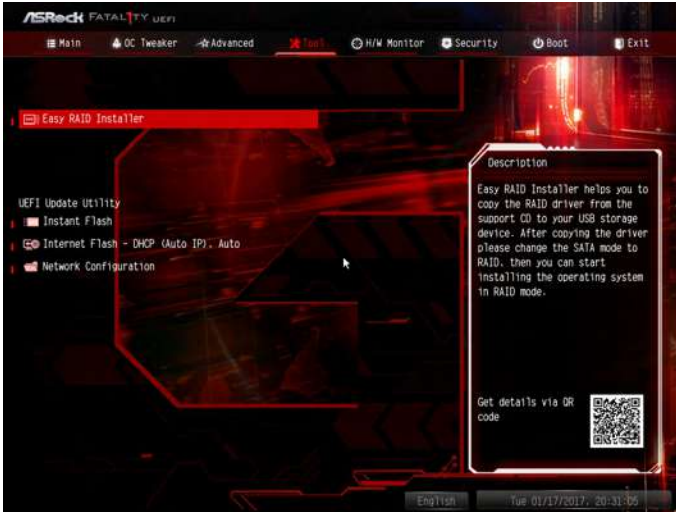 ASRock FATAL1TY UEFI
Main OC Tweaker Advanced Tool H/W Monitor Security Boot Exit
Easy RAID Installer
UEFI Update Utility
Instant Flash
Internet Flash - DHCP (Auto IP), Auto
Network Configuration
Description
Easy RAID Installer helps you to
copy the RAID driver from the
support CD to your USB storage
device. After copying the driver
please change the SATA mode to
RAID, then you can start
installing the operating system
in RAID mode.
Get details via QR
code
English
Tue 01/17/2017, 20:31:05